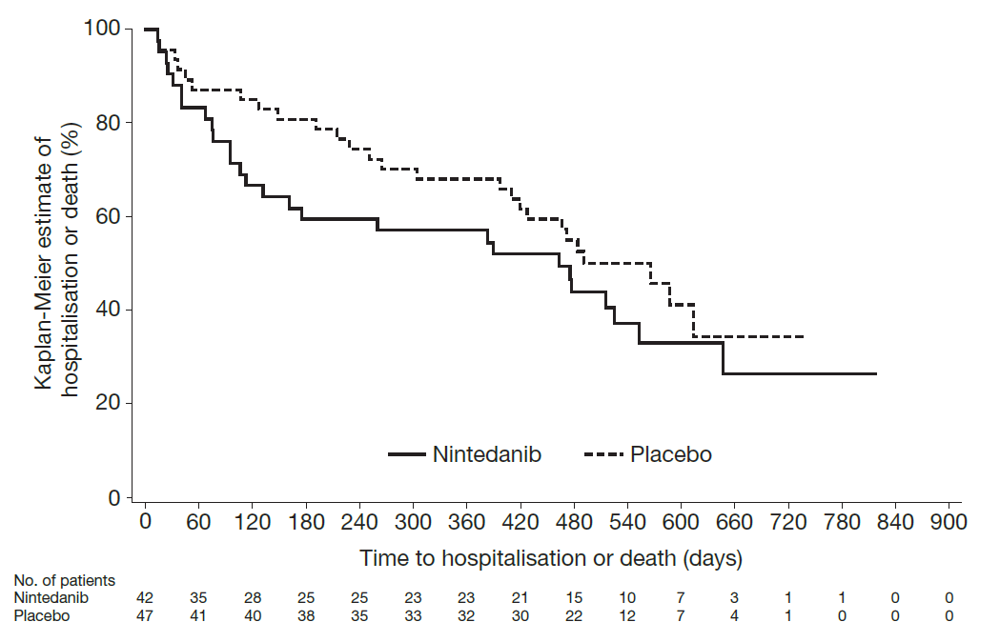 Kaplan-Meier estimate of
hospitalisation or death (%)
100
80
60
40
20
0
Nintedanib
Placebo
0 60 120 180 240 300 360 420 480 540 600 660 720 780 840 900
Time to hospitalisation or death (days)
No. of patients
Nintedanib 42 35 28 25 25 23 23 21 15 10 7 3 1 1 0 0
Placebo 47 41 40 38 35 33 32 30 22 12 7 4 1 0 0 0